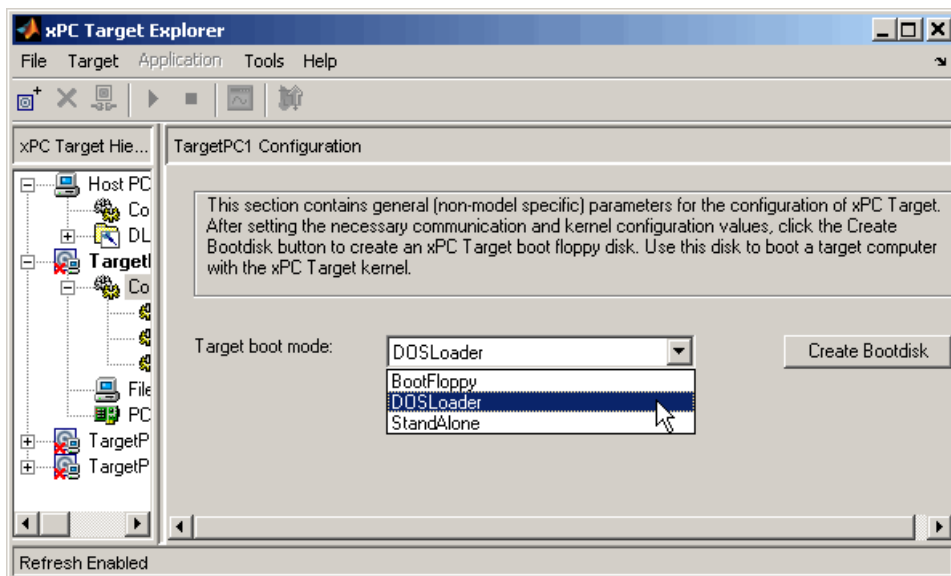 xPC Target Explorer
File Target Application Tools Help
xPC Target Hie...
TargetPC1 Configuration
Host PC
Co
DL
Target
Co
File
PC
TargetP
TargetP
This section contains general (non-model specific) parameters for the configuration of xPC Target.
After setting the necessary communication and kernel configuration values, click the Create
Bootdisk button to create an xPC Target boot floppy disk. Use this disk to boot a target computer
with the xPC Target kernel.
Target boot mode:
DOSLoader
Create Bootdisk
BootFloppy
DOSLoader
StandAlone
Refresh Enabled